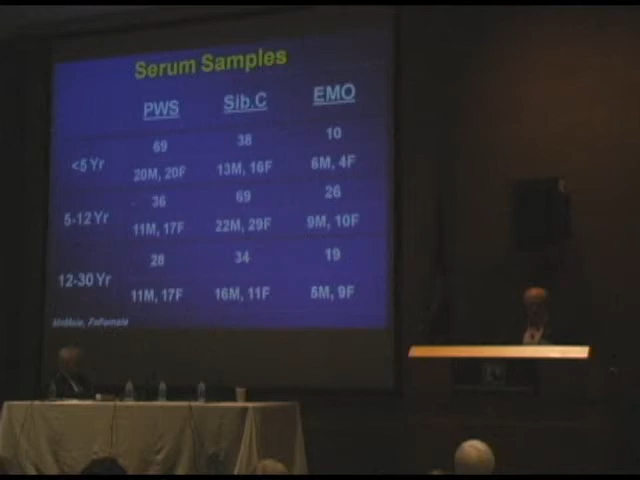 Serum Samples
PWS Sib.C EMO
69 38 10
<5 Yr
20M, 20F 13M, 16F 6M, 4F
36 69 26
5-12 Yr
11M, 17F 22M, 29F 9M, 10F
28 34 19
12-30 Yr
11M, 17F 16M, 11F 5M, 9F
M=Male, F=Female